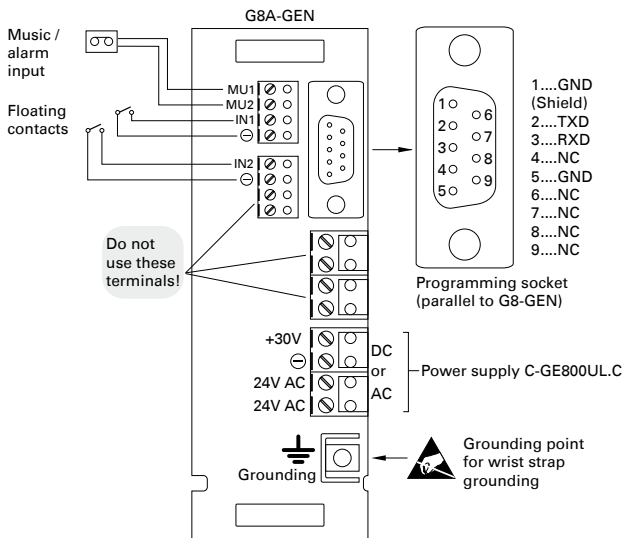 G8A-GEN
Music /
alarm
input
Floating
contacts
MU1
MU2
IN1
⊖
IN2
⊖
Do not
use these
terminals!
1
2
3
4
5
6
7
8
9
1....GND
(Shield)
2....TXD
3....RXD
4....NC
5....GND
6....NC
7....NC
8....NC
9....NC
Programming socket
(parallel to G8-GEN)
+30V
⊖
24V AC
24V AC
DC
or
AC
Power supply C-GE800UL.C
Grounding
Grounding point
for wrist strap
grounding